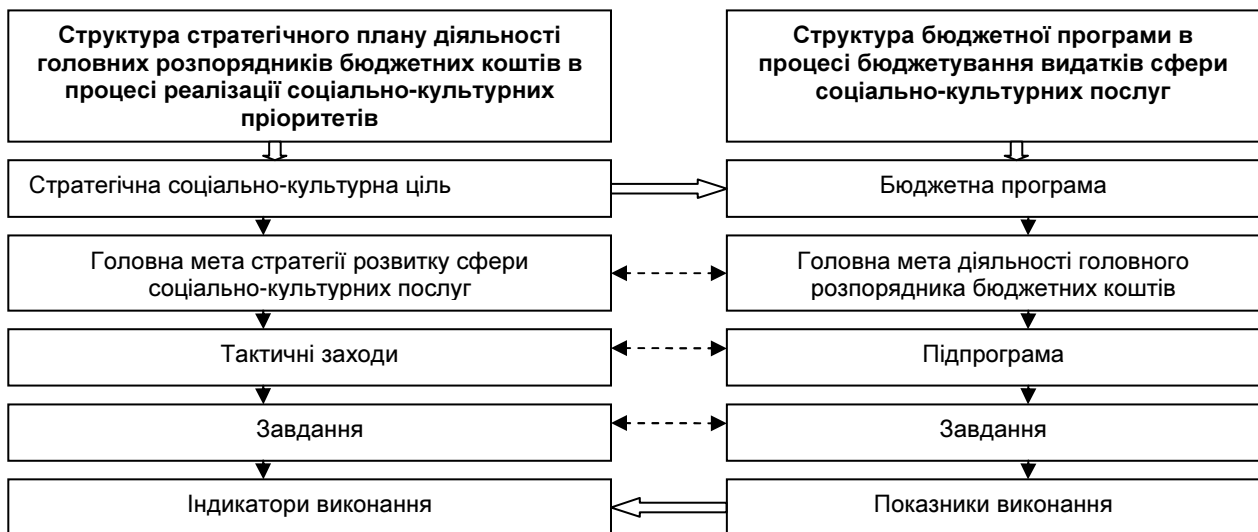 Структура стратегічного плану діяльності
головних розпорядників бюджетних коштів в
процесі реалізації соціально-культурних
пріоритетів
Структура бюджетної програми в
процесі бюджетування видатків сфери
соціально-культурних послуг
Стратегічна соціально-культурна ціль
Бюджетна програма
Головна мета стратегії розвитку сфери
соціально-культурних послуг
Головна мета діяльності головного
розпорядника бюджетних коштів
Тактичні заходи
Підпрограма
Завдання
Завдання
Індикатори виконання
Показники виконання